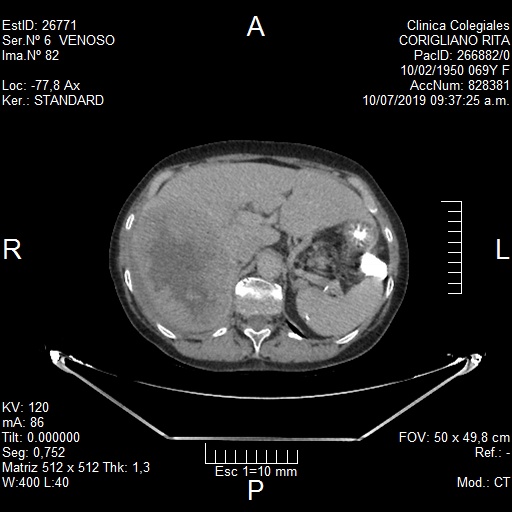 EstID: 26771
Ser.Nº 6 VENOSO
Ima.Nº 82
Loc: -77,8 Ax
Ker.: STANDARD
A
Clinica Colegiales
CORIGLIANO RITA
PacID: 266882/0
10/02/1950 069Y F
AccNum: 828381
10/07/2019 09:37:25 a.m.
R
L
KV: 120
mA: 86
Tilt: 0.000000
Seg: 0,752
Matriz 512 x 512 Thk: 1,3
W:400 L:40
Esc 1=10 mm
P
FOV: 50 x 49,8 cm
Ref.: -
Mod.: CT